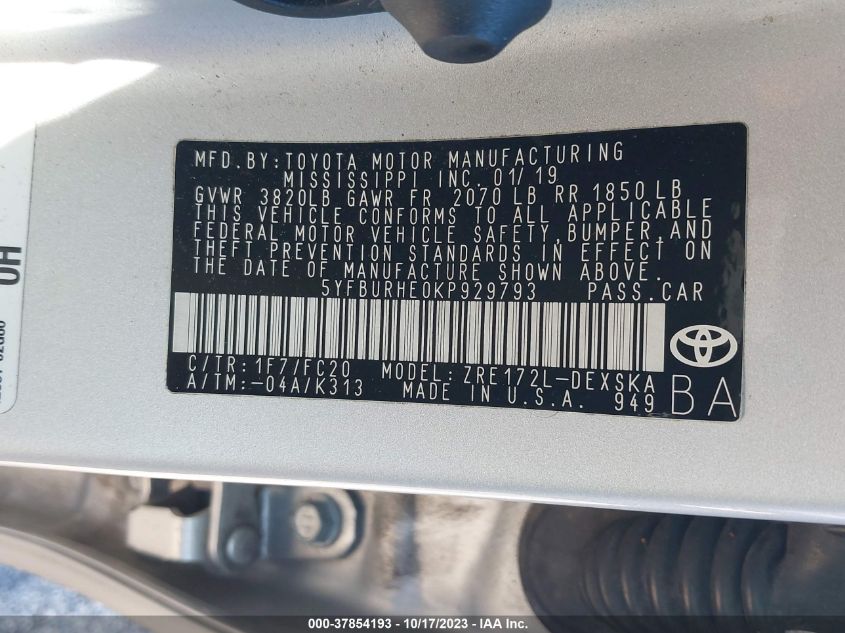 MFD. BY: TOYOTA MOTOR MANUFACTURING
MISSISSIPPI INC. 01/19
GVWR 3820LB GAWR FR 2070 LB RR 1850 LB
THIS VEHICLE CONFORMS TO ALL APPLICABLE
FEDERAL MOTOR VEHICLE SAFETY, BUMPER, AND
THEFT PREVENTION STANDARDS IN EFFECT ON
THE DATE OF MANUFACTURE SHOWN ABOVE.
5YFBURHE0KP929793 PASS. CAR
C/TR: 1F7/FC20 MODEL: ZRE172L-DEXSKA
A/TM: -04A/K313 MADE IN U.S.A. 949 BA
OH
000-37854193 - 10/17/2023 - IAA Inc.